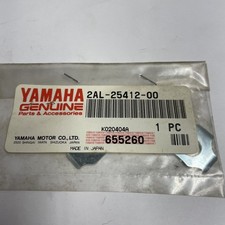 YAMAHA
GENUINE
Parts & Accessories
2AL-25412-00
K020404A
1 PC
YAMAHA MOTOR CO., LTD.
655260
MADE IN JAPAN